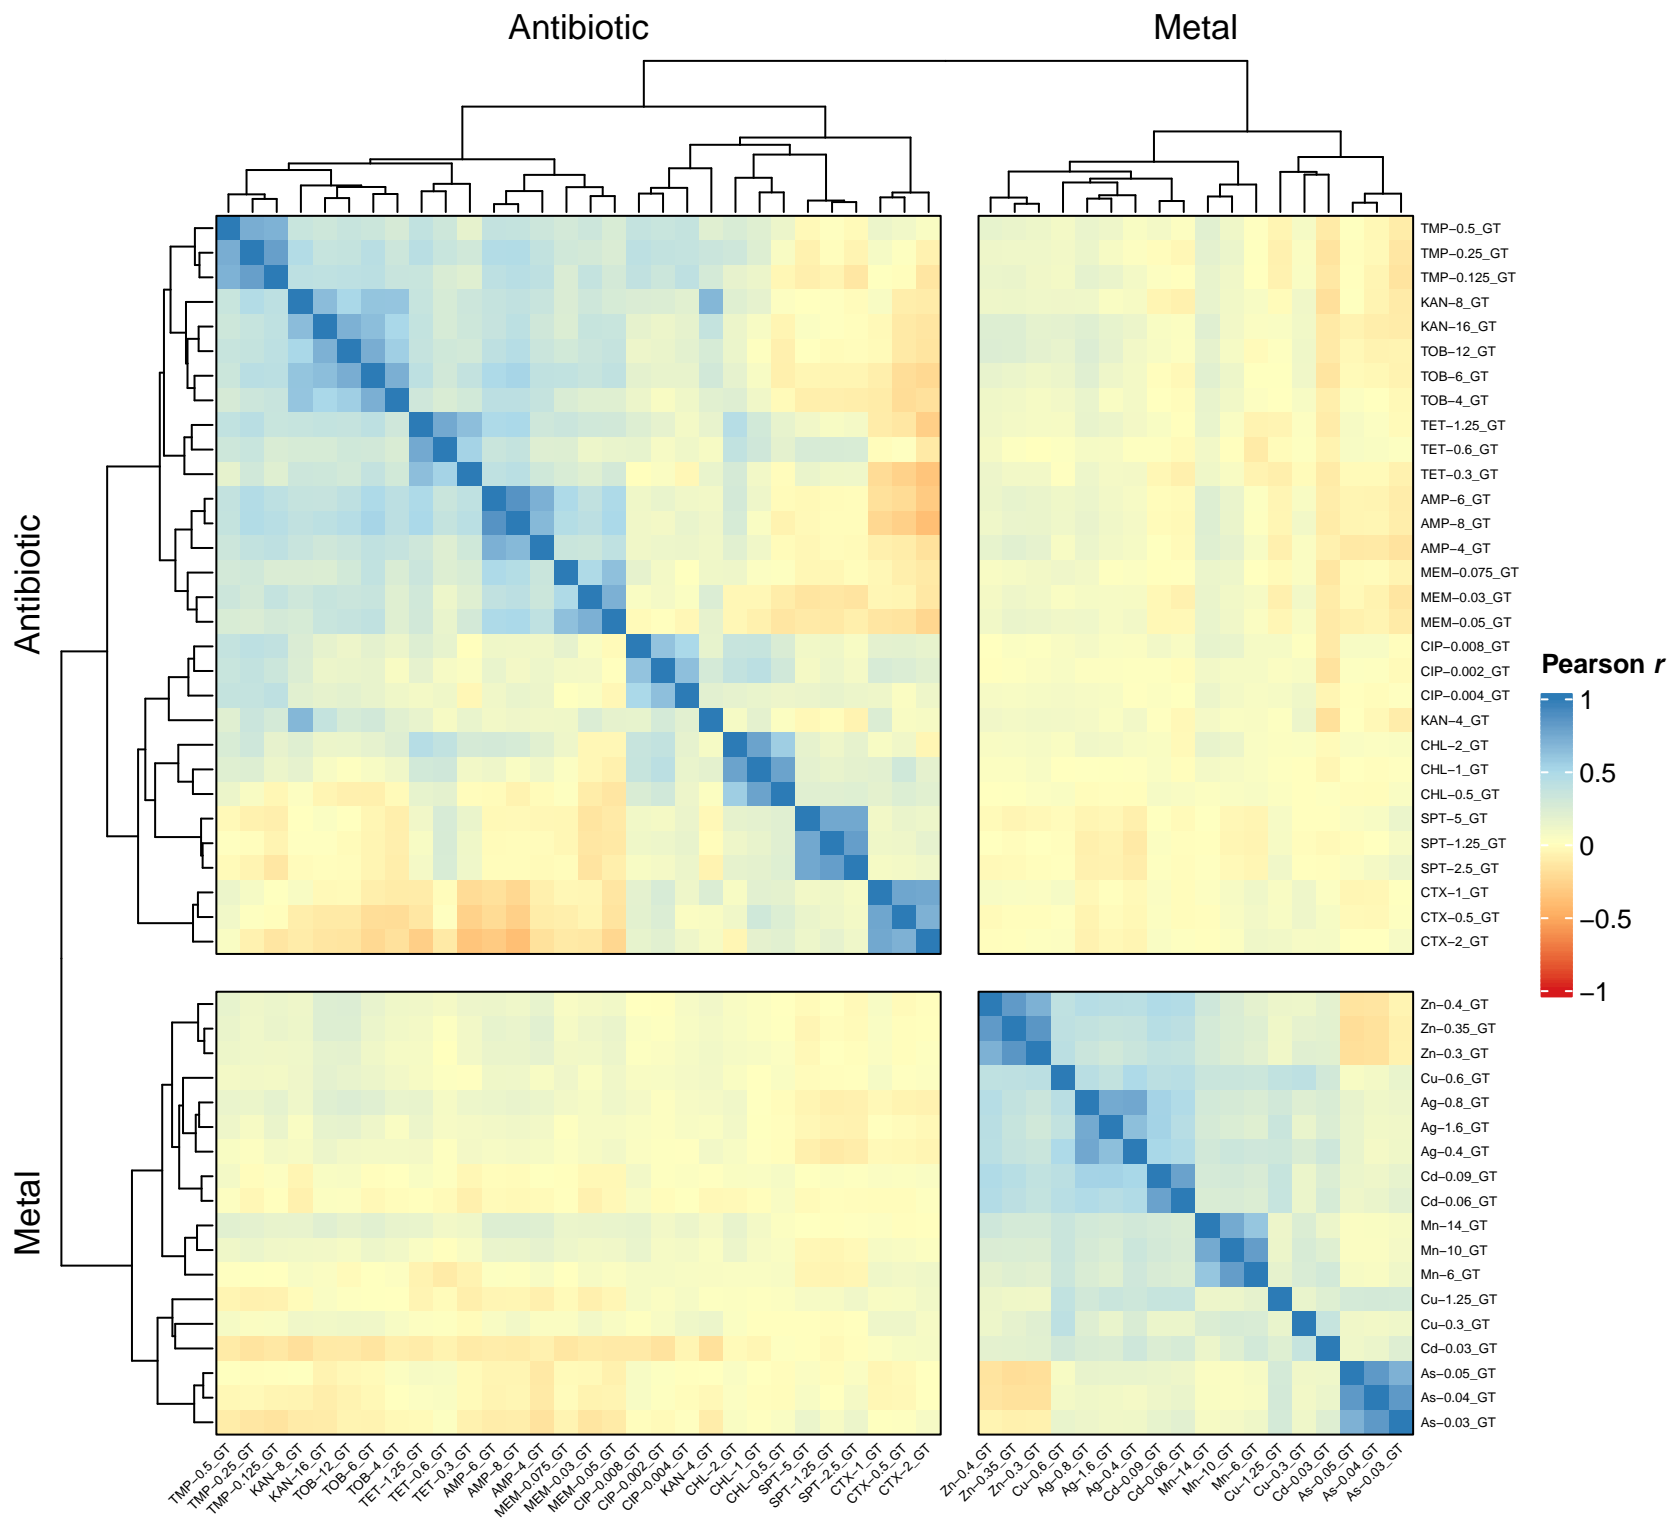 Antibiotic Metal
TMP−0.5_GT
TMP−0.25_GT
TMP−0.125_GT
KAN−8_GT
KAN−16_GT
TOB−12_GT
TOB−6_GT
TOB−4_GT
TET−1.25_GT
TET−0.6_GT
TET−0.3_GT
AMP−6_GT
AMP−8_GT
AMP−4_GT
MEM−0.075_GT
MEM−0.03_GT
MEM−0.05_GT
CIP−0.008_GT
CIP−0.002_GT
CIP−0.004_GT
KAN−4_GT
CHL−2_GT
CHL−1_GT
CHL−0.5_GT
SPT−5_GT
SPT−1.25_GT
SPT−2.5_GT
CTX−1_GT
CTX−0.5_GT
CTX−2_GT
Zn−0.4_GT
Zn−0.35_GT
Zn−0.3_GT
Cu−0.6_GT
Ag−0.8_GT
Ag−1.6_GT
Ag−0.4_GT
Cd−0.09_GT
Cd−0.06_GT
Mn−14_GT
Mn−10_GT
Mn−6_GT
Cu−1.25_GT
Cu−0.3_GT
Cd−0.03_GT
As−0.05_GT
As−0.04_GT
As−0.03_GT
Antibiotic
Metal
Pearson r
1
0.5
0
−0.5
−1
TMP−0.5_GT
TMP−0.25_GT
TMP−0.125_GT
KAN−8_GT
KAN−16_GT
TOB−12_GT
TOB−6_GT
TOB−4_GT
TET−1.25_GT
TET−0.6_GT
TET−0.3_GT
AMP−6_GT
AMP−8_GT
AMP−4_GT
MEM−0.075_GT
MEM−0.03_GT
MEM−0.05_GT
CIP−0.008_GT
CIP−0.002_GT
CIP−0.004_GT
KAN−4_GT
CHL−2_GT
CHL−1_GT
CHL−0.5_GT
SPT−5_GT
SPT−1.25_GT
SPT−2.5_GT
CTX−1_GT
CTX−0.5_GT
CTX−2_GT
Zn−0.4_GT
Zn−0.35_GT
Zn−0.3_GT
Cu−0.6_GT
Ag−0.8_GT
Ag−1.6_GT
Ag−0.4_GT
Cd−0.09_GT
Cd−0.06_GT
Mn−14_GT
Mn−10_GT
Mn−6_GT
Cu−1.25_GT
Cu−0.3_GT
Cd−0.03_GT
As−0.05_GT
As−0.04_GT
As−0.03_GT